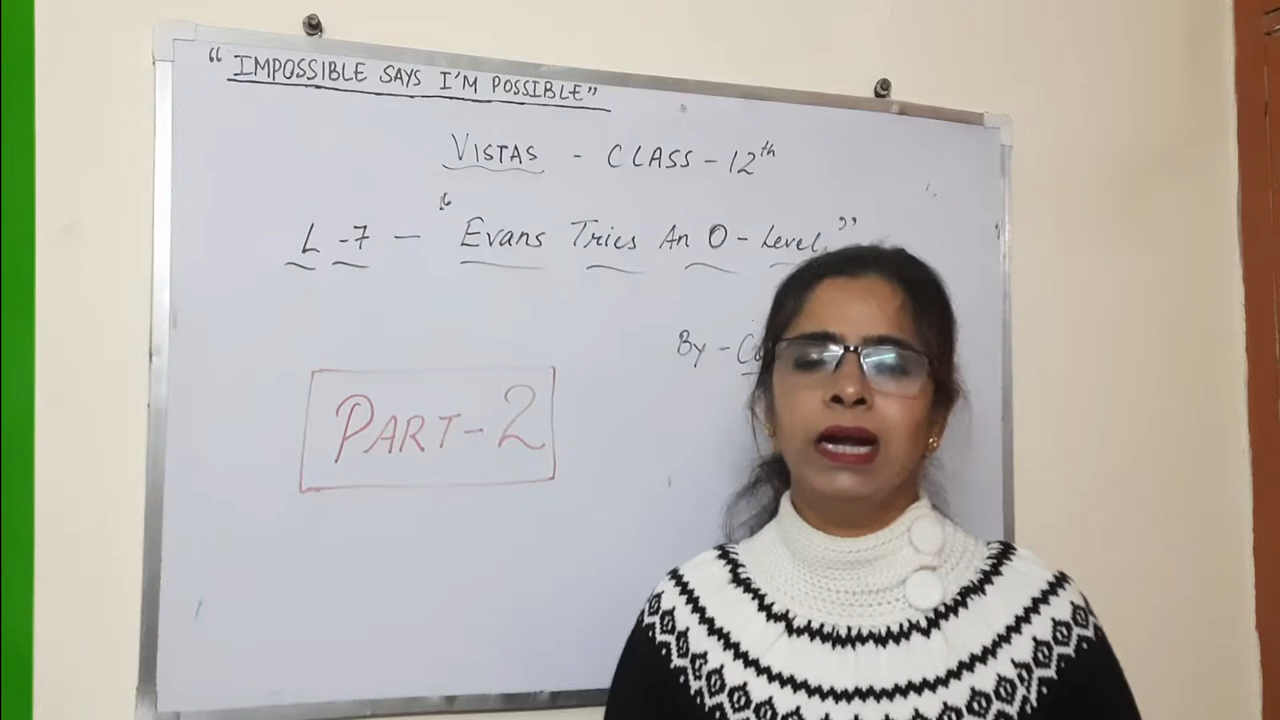 “IMPOSSIBLE SAYS I'M POSSIBLE”
VISTAS - CLASS - 12th
L - 7 - “Evans Tries An O - Level.”
By -
PART - 2